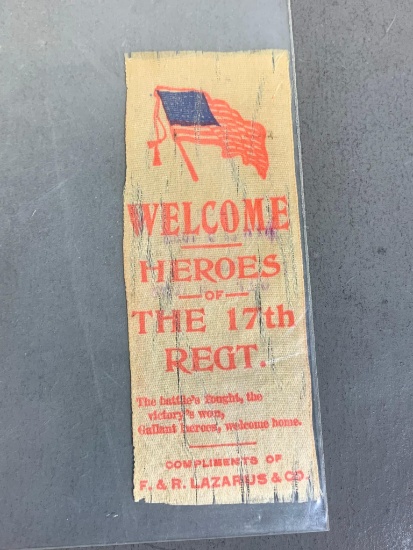 WELCOME
HEROES
— OF —
THE 17th
REGT.
The battle's fought, the
victory's won,
Gallant heroes, welcome home.
COMPLIMENTS OF
F. & R. LAZARUS & CO.